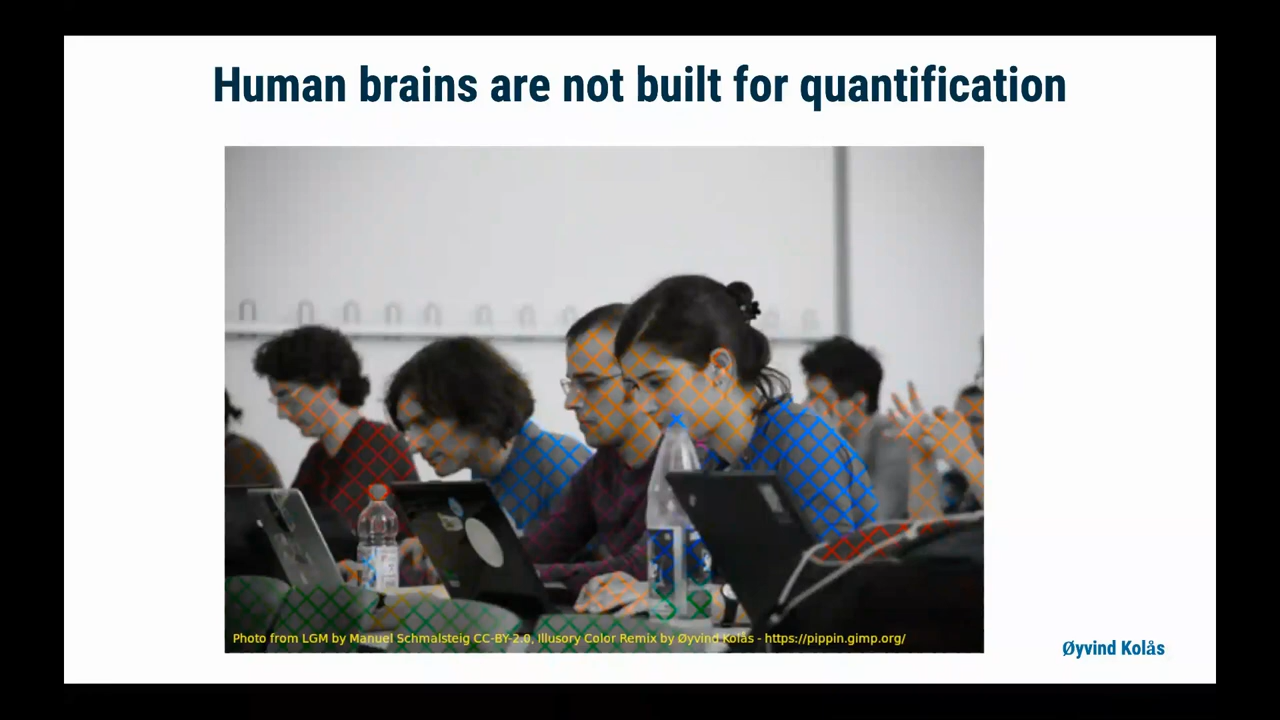 Human brains are not built for quantification
Photo from LGM by Manuel Schmalsteig CC-BY-2.0, Illusory Color Remix by Øyvind Kolås - https://pippin.gimp.org/
Øyvind Kolås